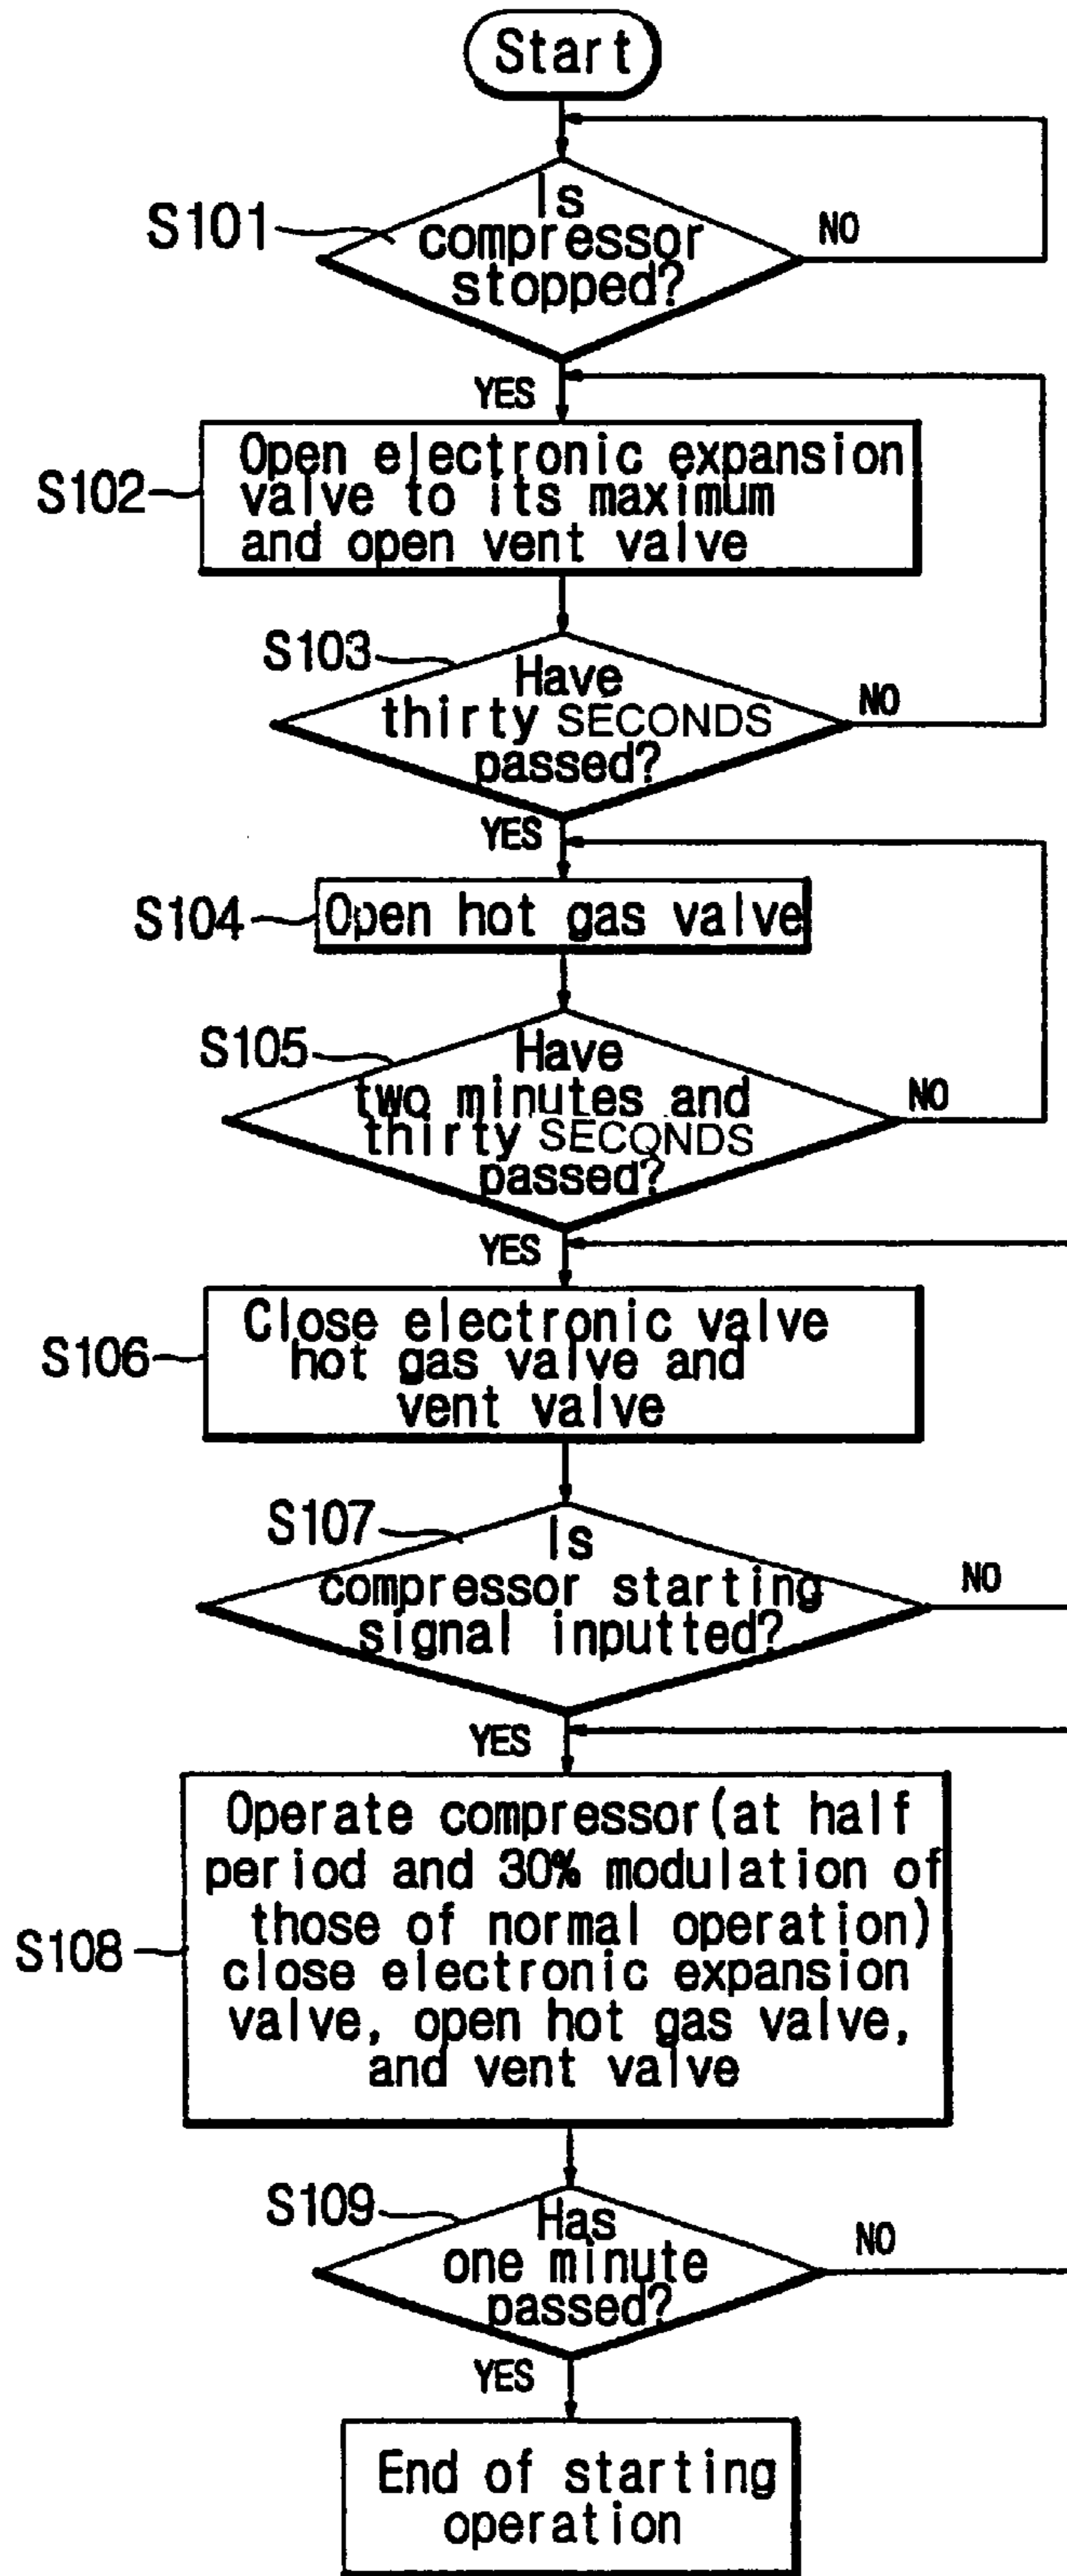 Start
S101
Is
compressor
stopped?
NO
YES
S102
Open electronic expansion
valve to its maximum
and open vent valve
S103
Have
thirty SECONDS
passed?
NO
YES
S104
Open hot gas valve
S105
Have
two minutes and
thirty SECONDS
passed?
NO
YES
S106
Close electronic valve
hot gas valve and
vent valve
S107
Is
compressor starting
signal inputted?
NO
YES
S108
Operate compressor(at half
period and 30% modulation of
those of normal operation)
close electronic expansion
valve, open hot gas valve,
and vent valve
S109
Has
one minute
passed?
NO
YES
End of starting
operation